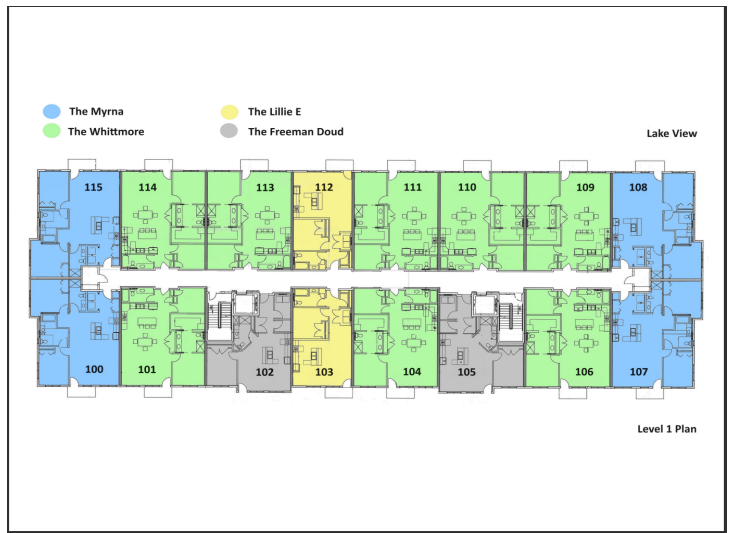 The Myrna
The Lillie E
The Whittmore
The Freeman Doud
Lake View
115
114
113
112
111
110
109
108
100
101
102
103
104
105
106
107
Level 1 Plan